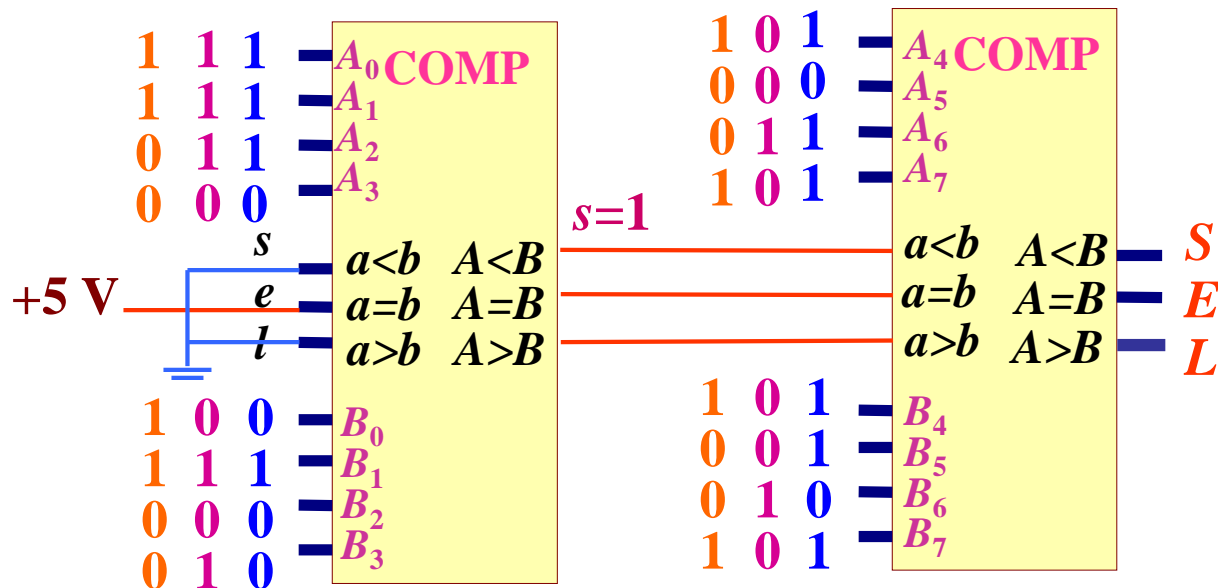 1 1 1 A0 COMP
1 1 1 A1
0 1 1 A2
0 0 0 A3
s a<b A<B s=1
+5 V e a=b A=B
l a>b A>B
1 0 0 B0
1 1 1 B1
0 0 0 B2
0 1 0 B3
1 0 1 A4 COMP
0 0 0 A5
0 1 1 A6
1 0 1 A7
a<b A<B S
a=b A=B E
a>b A>B L
1 0 1 B4
0 0 1 B5
0 1 0 B6
1 0 1 B7